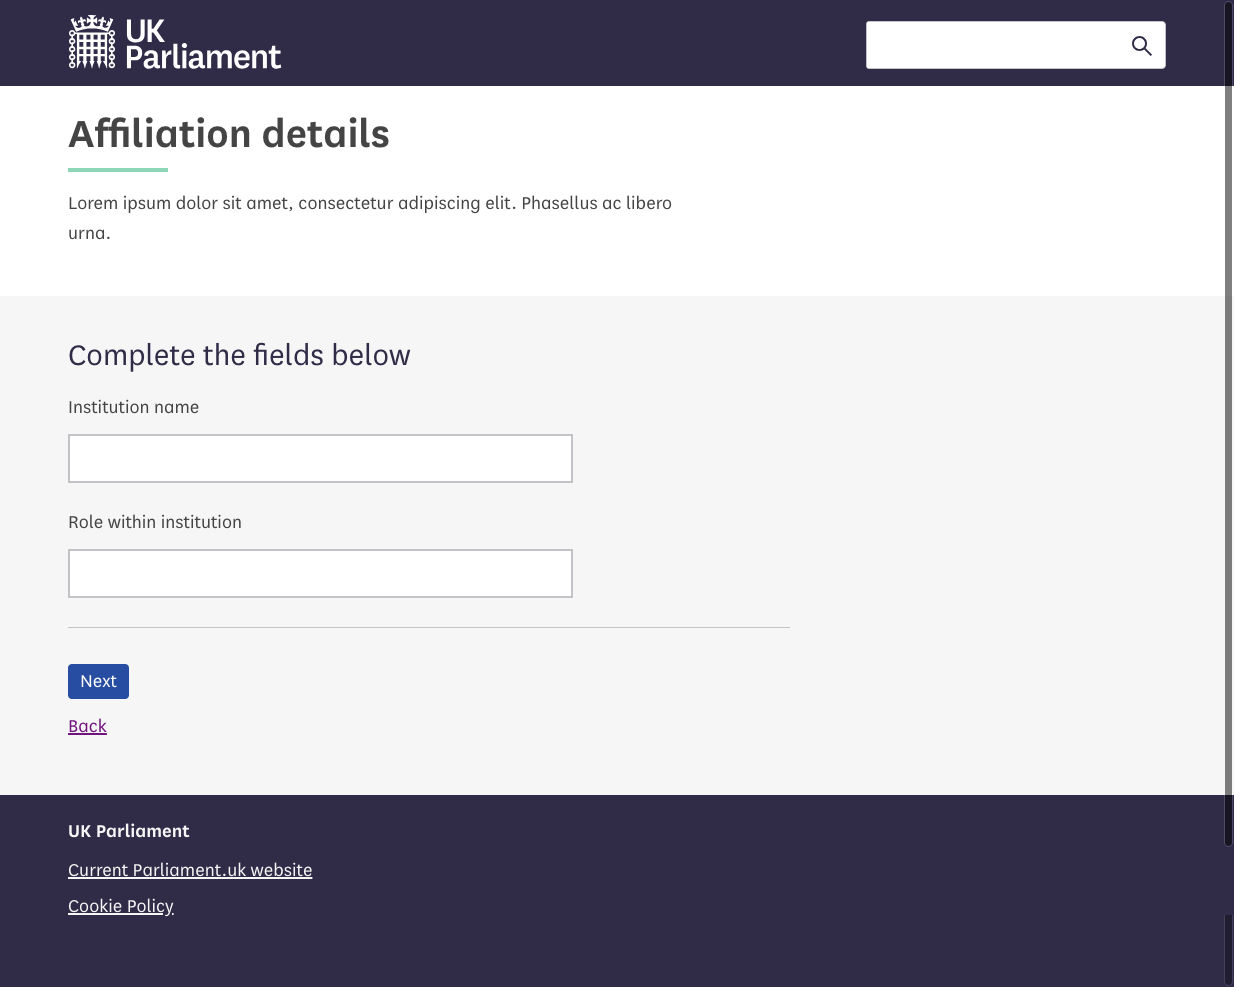 UK
Parliament
Affiliation details
Lorem ipsum dolor sit amet, consectetur adipiscing elit. Phasellus ac libero
urna.
Complete the fields below
Institution name
Role within institution
Next
Back
UK Parliament
Current Parliament.uk website
Cookie Policy